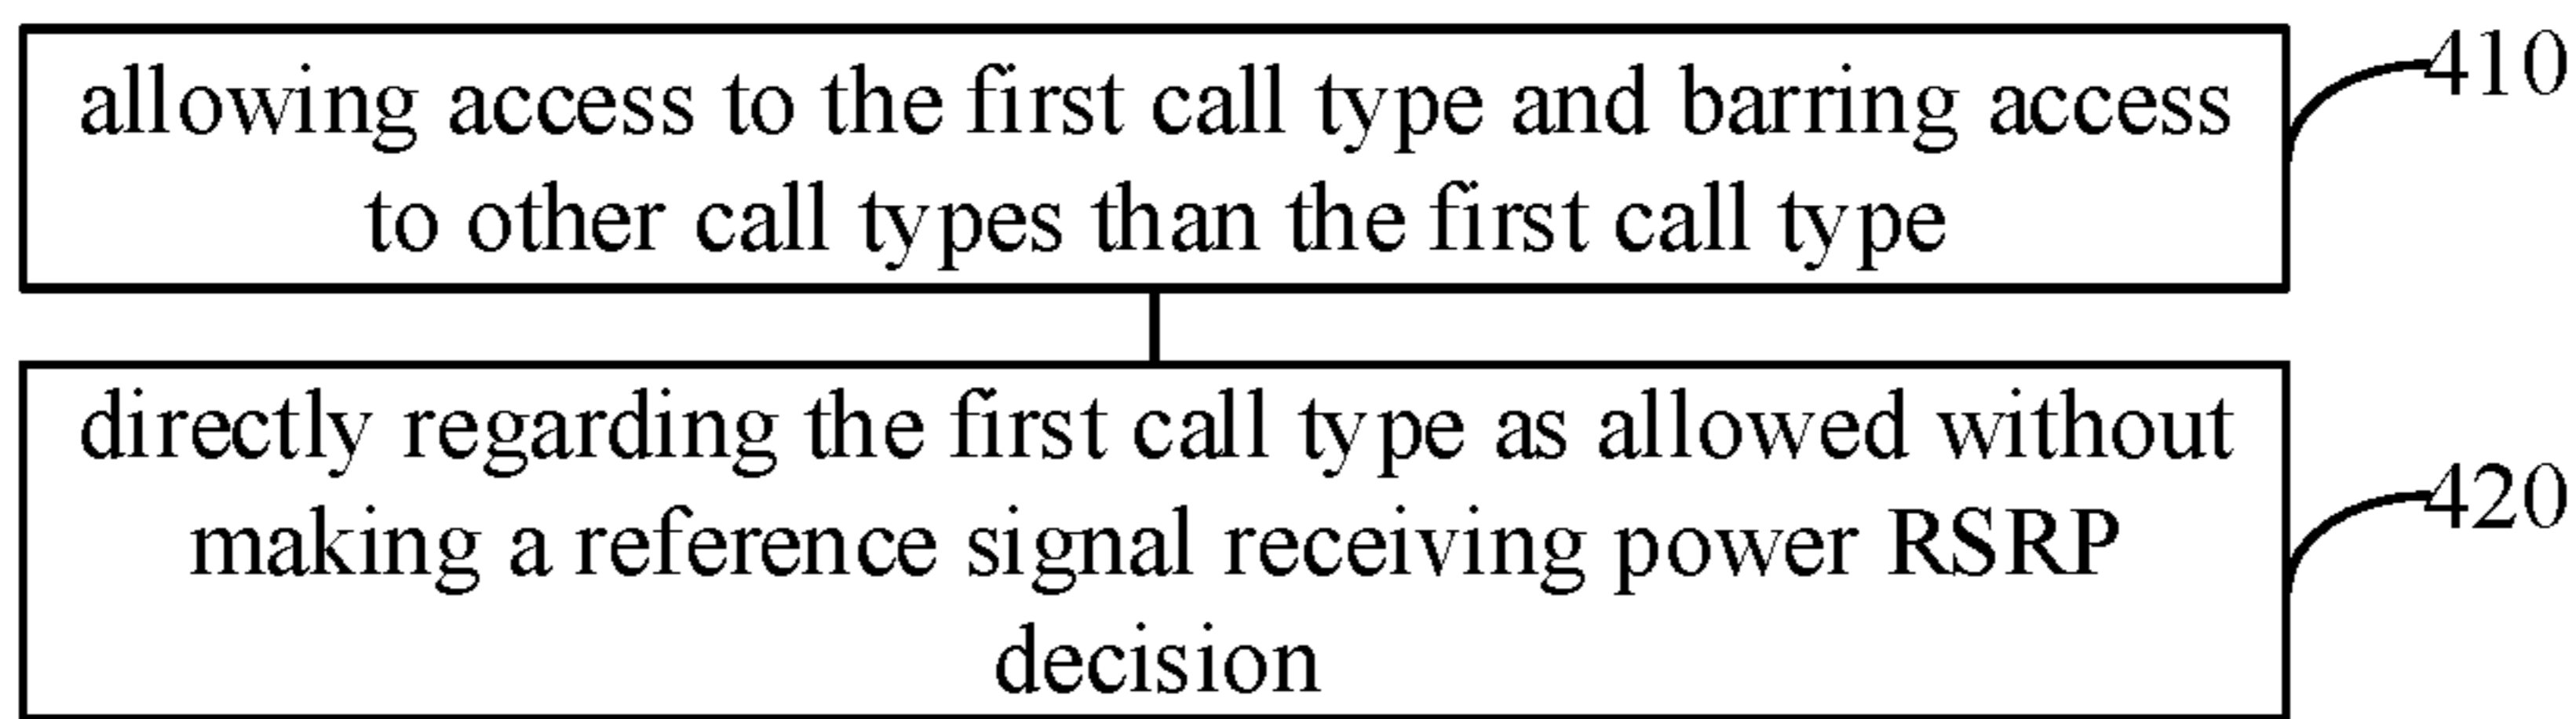 allowing access to the first call type and barring access
to other call types than the first call type
410
directly regarding the first call type as allowed without
making a reference signal receiving power RSRP
decision
420